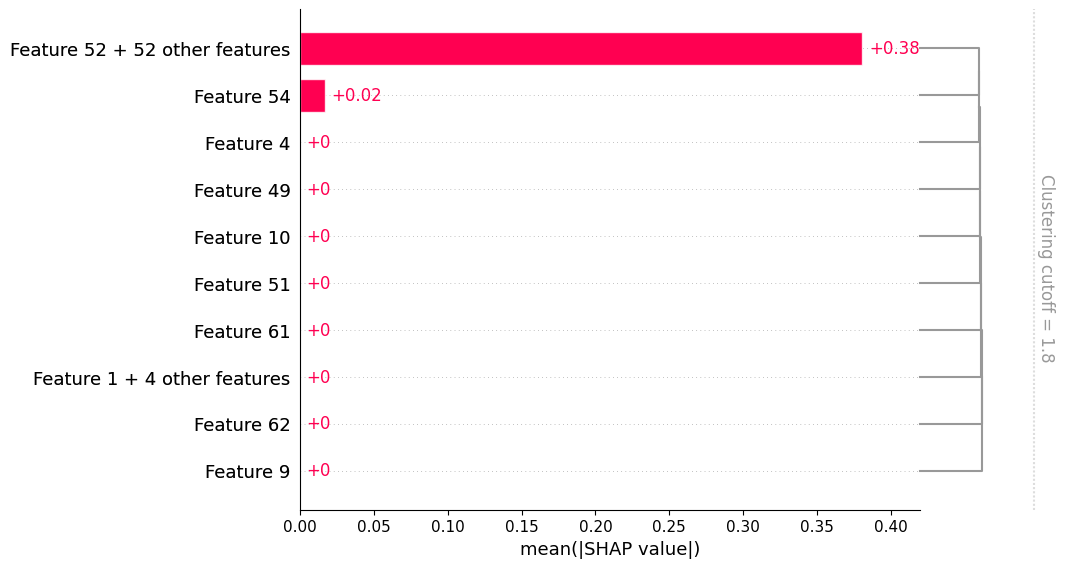 Feature 52 + 52 other features
+0.38
Feature 54
+0.02
Feature 4
+0
Feature 49
+0
Feature 10
+0
Feature 51
+0
Feature 61
+0
Feature 1 + 4 other features
+0
Feature 62
+0
Feature 9
+0
0.00 0.05 0.10 0.15 0.20 0.25 0.30 0.35 0.40
mean(|SHAP value|)
Clustering cutoff = 1.8